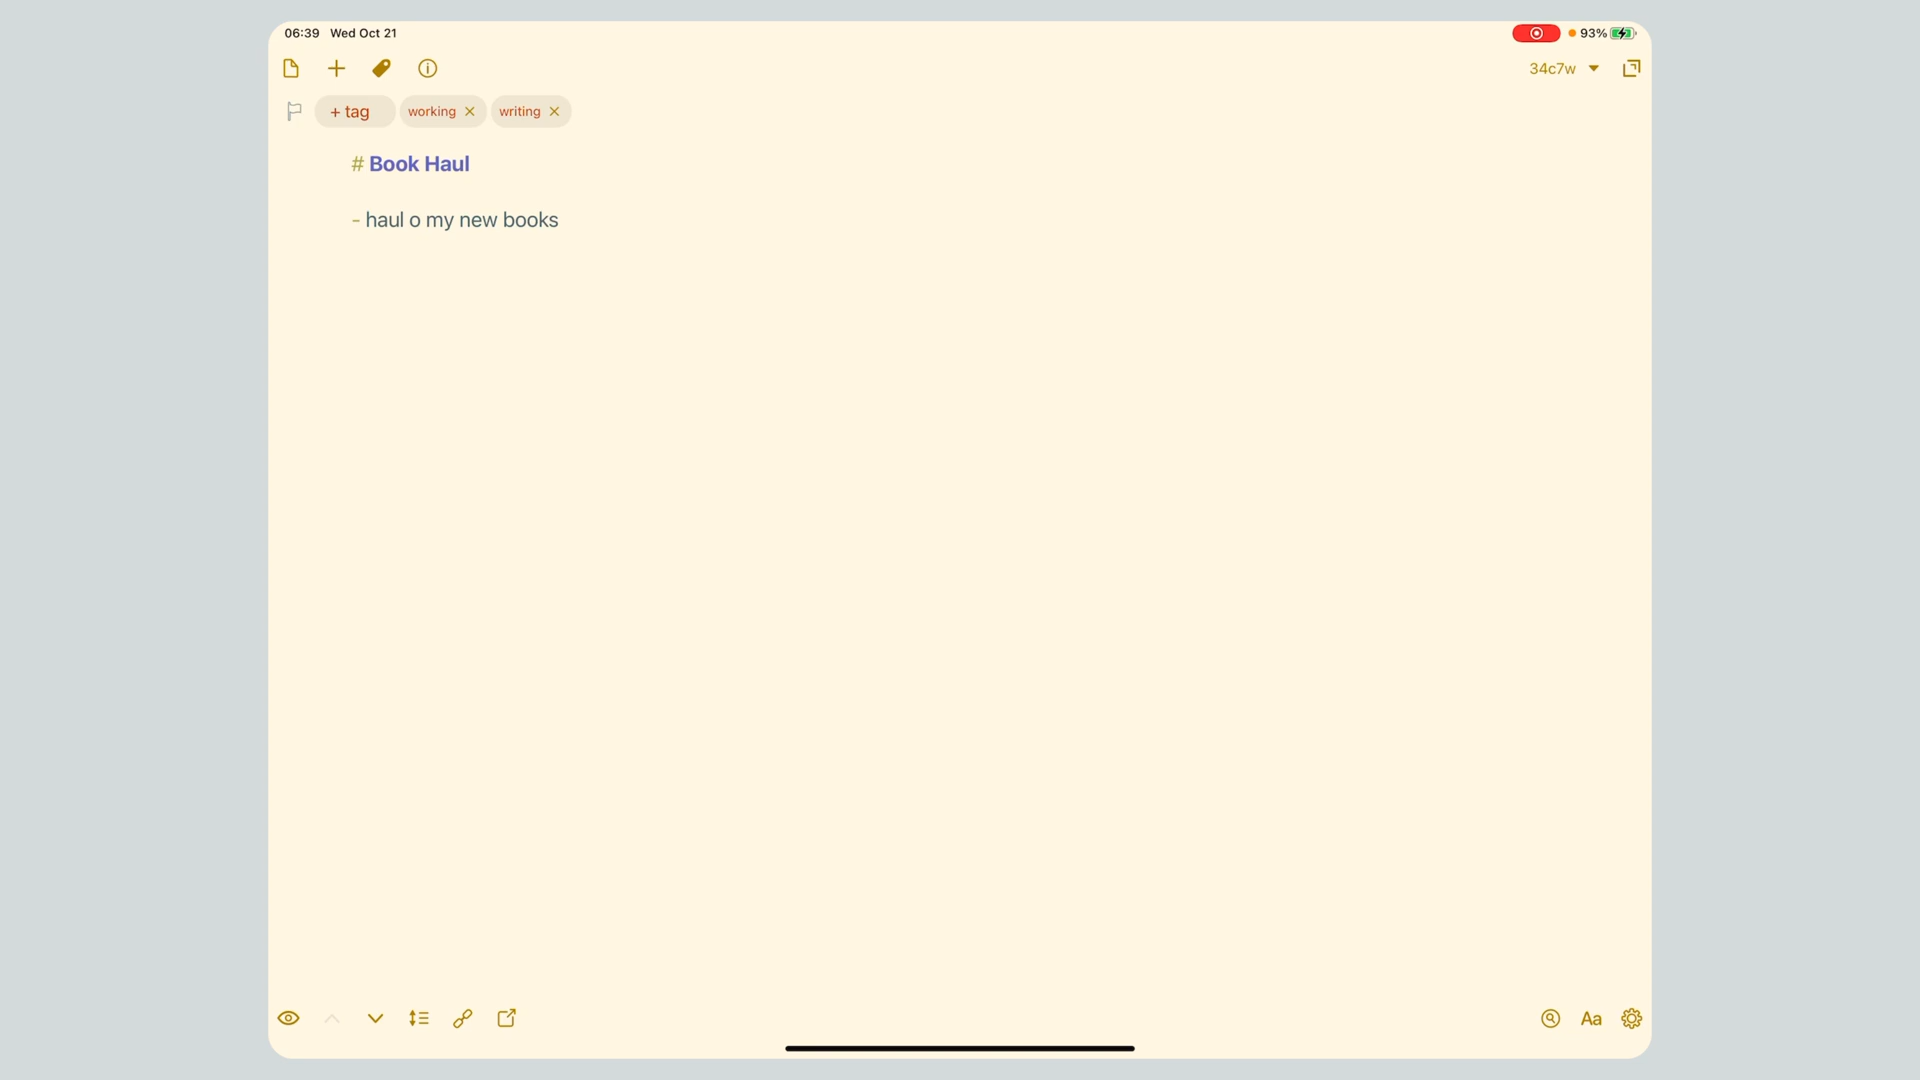 06:39 Wed Oct 21
93%
34c7w
+ tag working × writing ×
# Book Haul
- haul o my new books
Aa